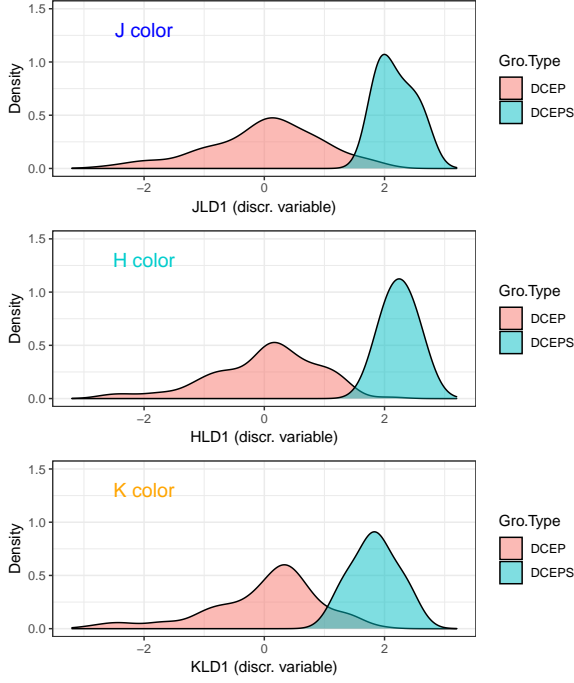 J color
Density
1.5
1.0
0.5
0.0
−2
0
2
JLD1 (discr. variable)
Gro.Type
DCEP
DCEPS
H color
Density
1.5
1.0
0.5
0.0
−2
0
2
HLD1 (discr. variable)
Gro.Type
DCEP
DCEPS
K color
Density
1.5
1.0
0.5
0.0
−2
0
2
KLD1 (discr. variable)
Gro.Type
DCEP
DCEPS